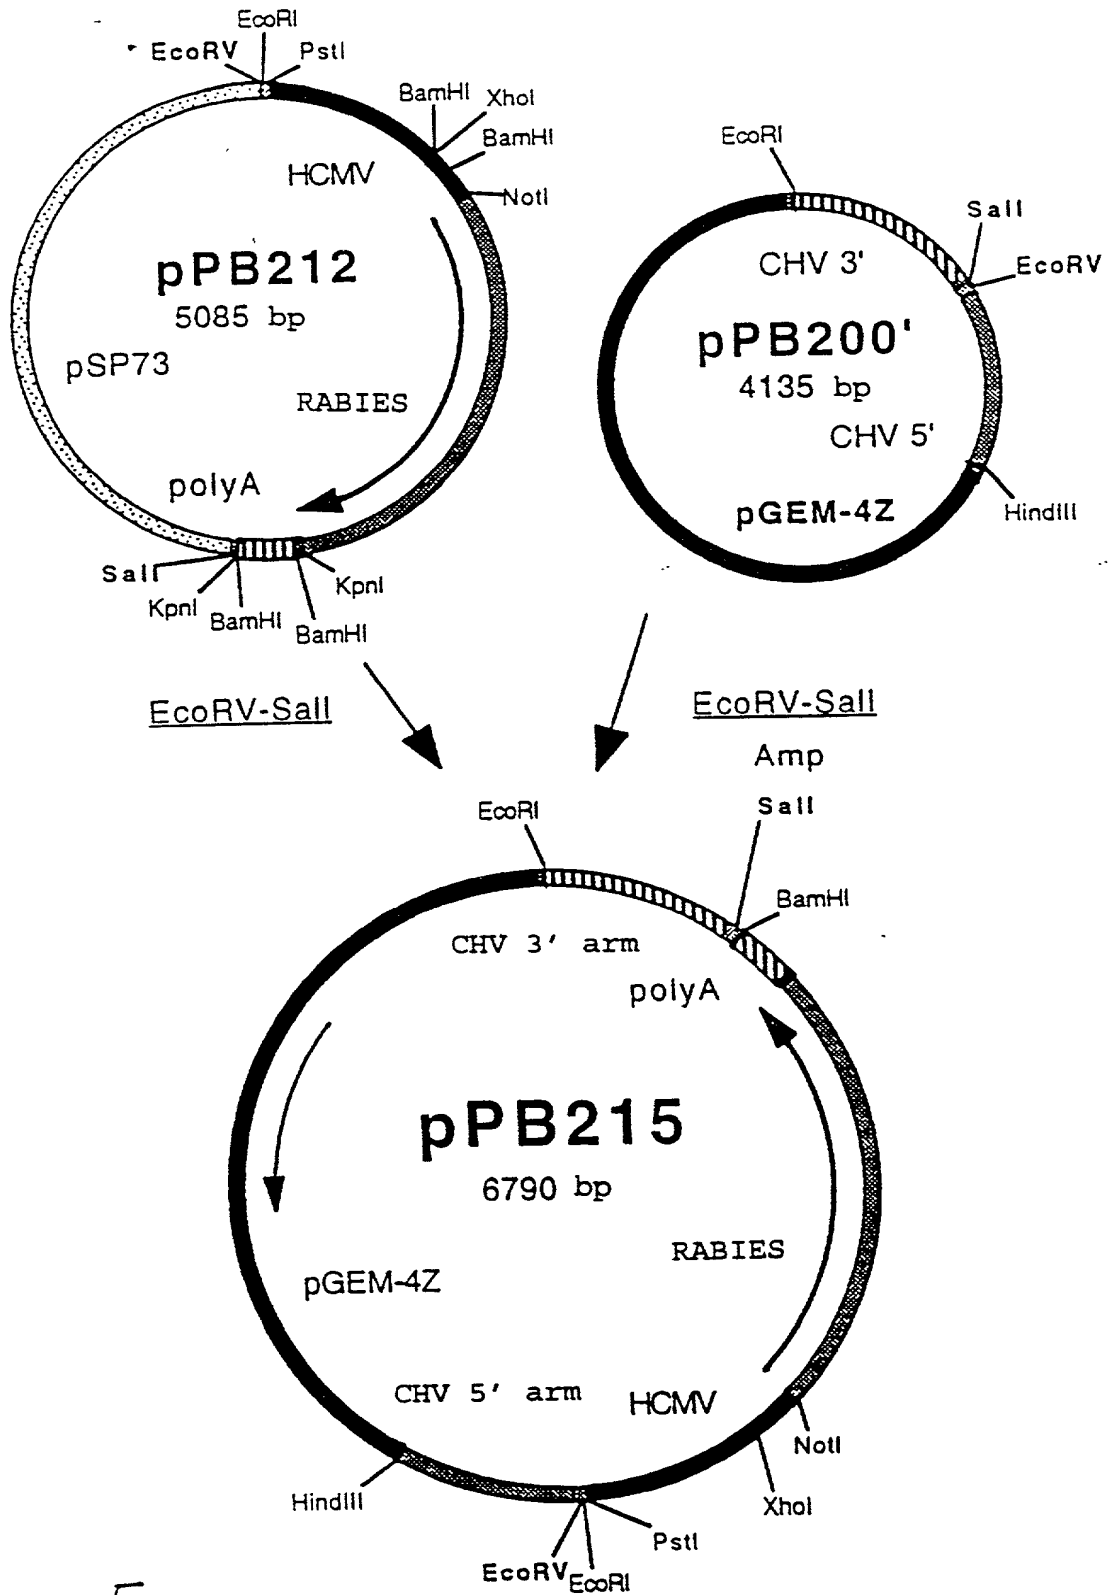 EcoRI
EcoRV
PstI
BamHI
XhoI
BamHI
HCMV
NotI
pPB212
5085 bp
pSP73
RABIES
polyA
SalI
KpnI
BamHI
BamHI
KpnI
EcoRI
SalI
EcoRV
CHV 3'
pPB200'
4135 bp
CHV 5'
pGEM-4Z
HindIII
EcoRV-SalI
EcoRV-SalI
Amp
EcoRI
SalI
BamHI
CHV 3' arm
polyA
pPB215
6790 bp
RABIES
pGEM-4Z
CHV 5' arm
HCMV
NotI
HindIII
XhoI
PstI
EcoRV
EcoRI